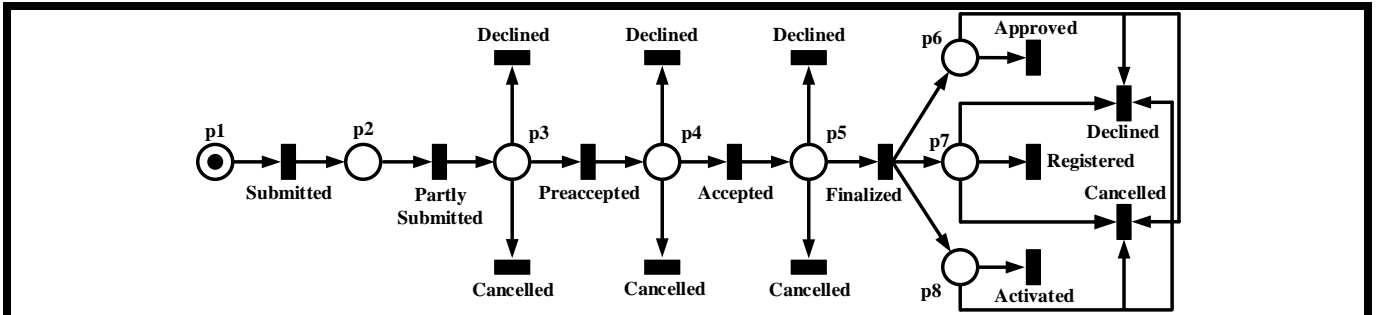 Declined
Declined
Declined
p6
Approved
p1
p2
p3
p4
p5
p7
Declined
Registered
Submitted
Partly
Submitted
Preaccepted
Accepted
Finalized
Cancelled
Cancelled
Cancelled
Cancelled
p8
Activated